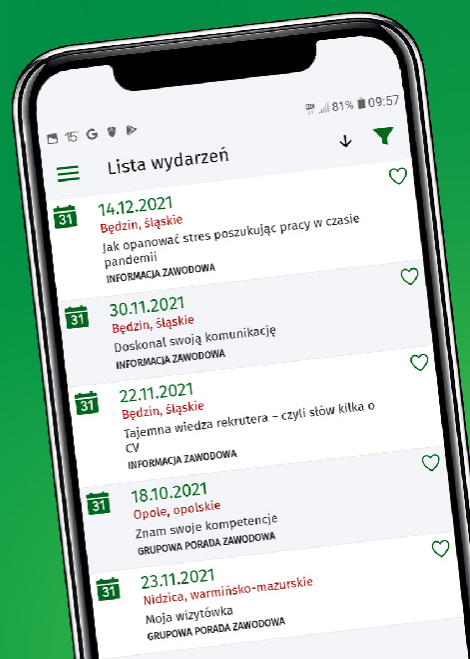 15°
81% 09:57
Lista wydarzeń
31
14.12.2021
Będzin, śląskie
Jak opanować stres poszukując pracy w czasie
pandemii
INFORMACJA ZAWODOWA
31
30.11.2021
Będzin, śląskie
Doskonal swoją komunikację
INFORMACJA ZAWODOWA
31
22.11.2021
Będzin, śląskie
Tajemna wiedza rekrutera – czyli słów kilka o
CV
INFORMACJA ZAWODOWA
31
18.10.2021
Opole, opolskie
Znam swoje kompetencje
GRUPOWA PORADA ZAWODOWA
31
23.11.2021
Nidzica, warmińsko-mazurskie
Moja wizytówka
GRUPOWA PORADA ZAWODOWA